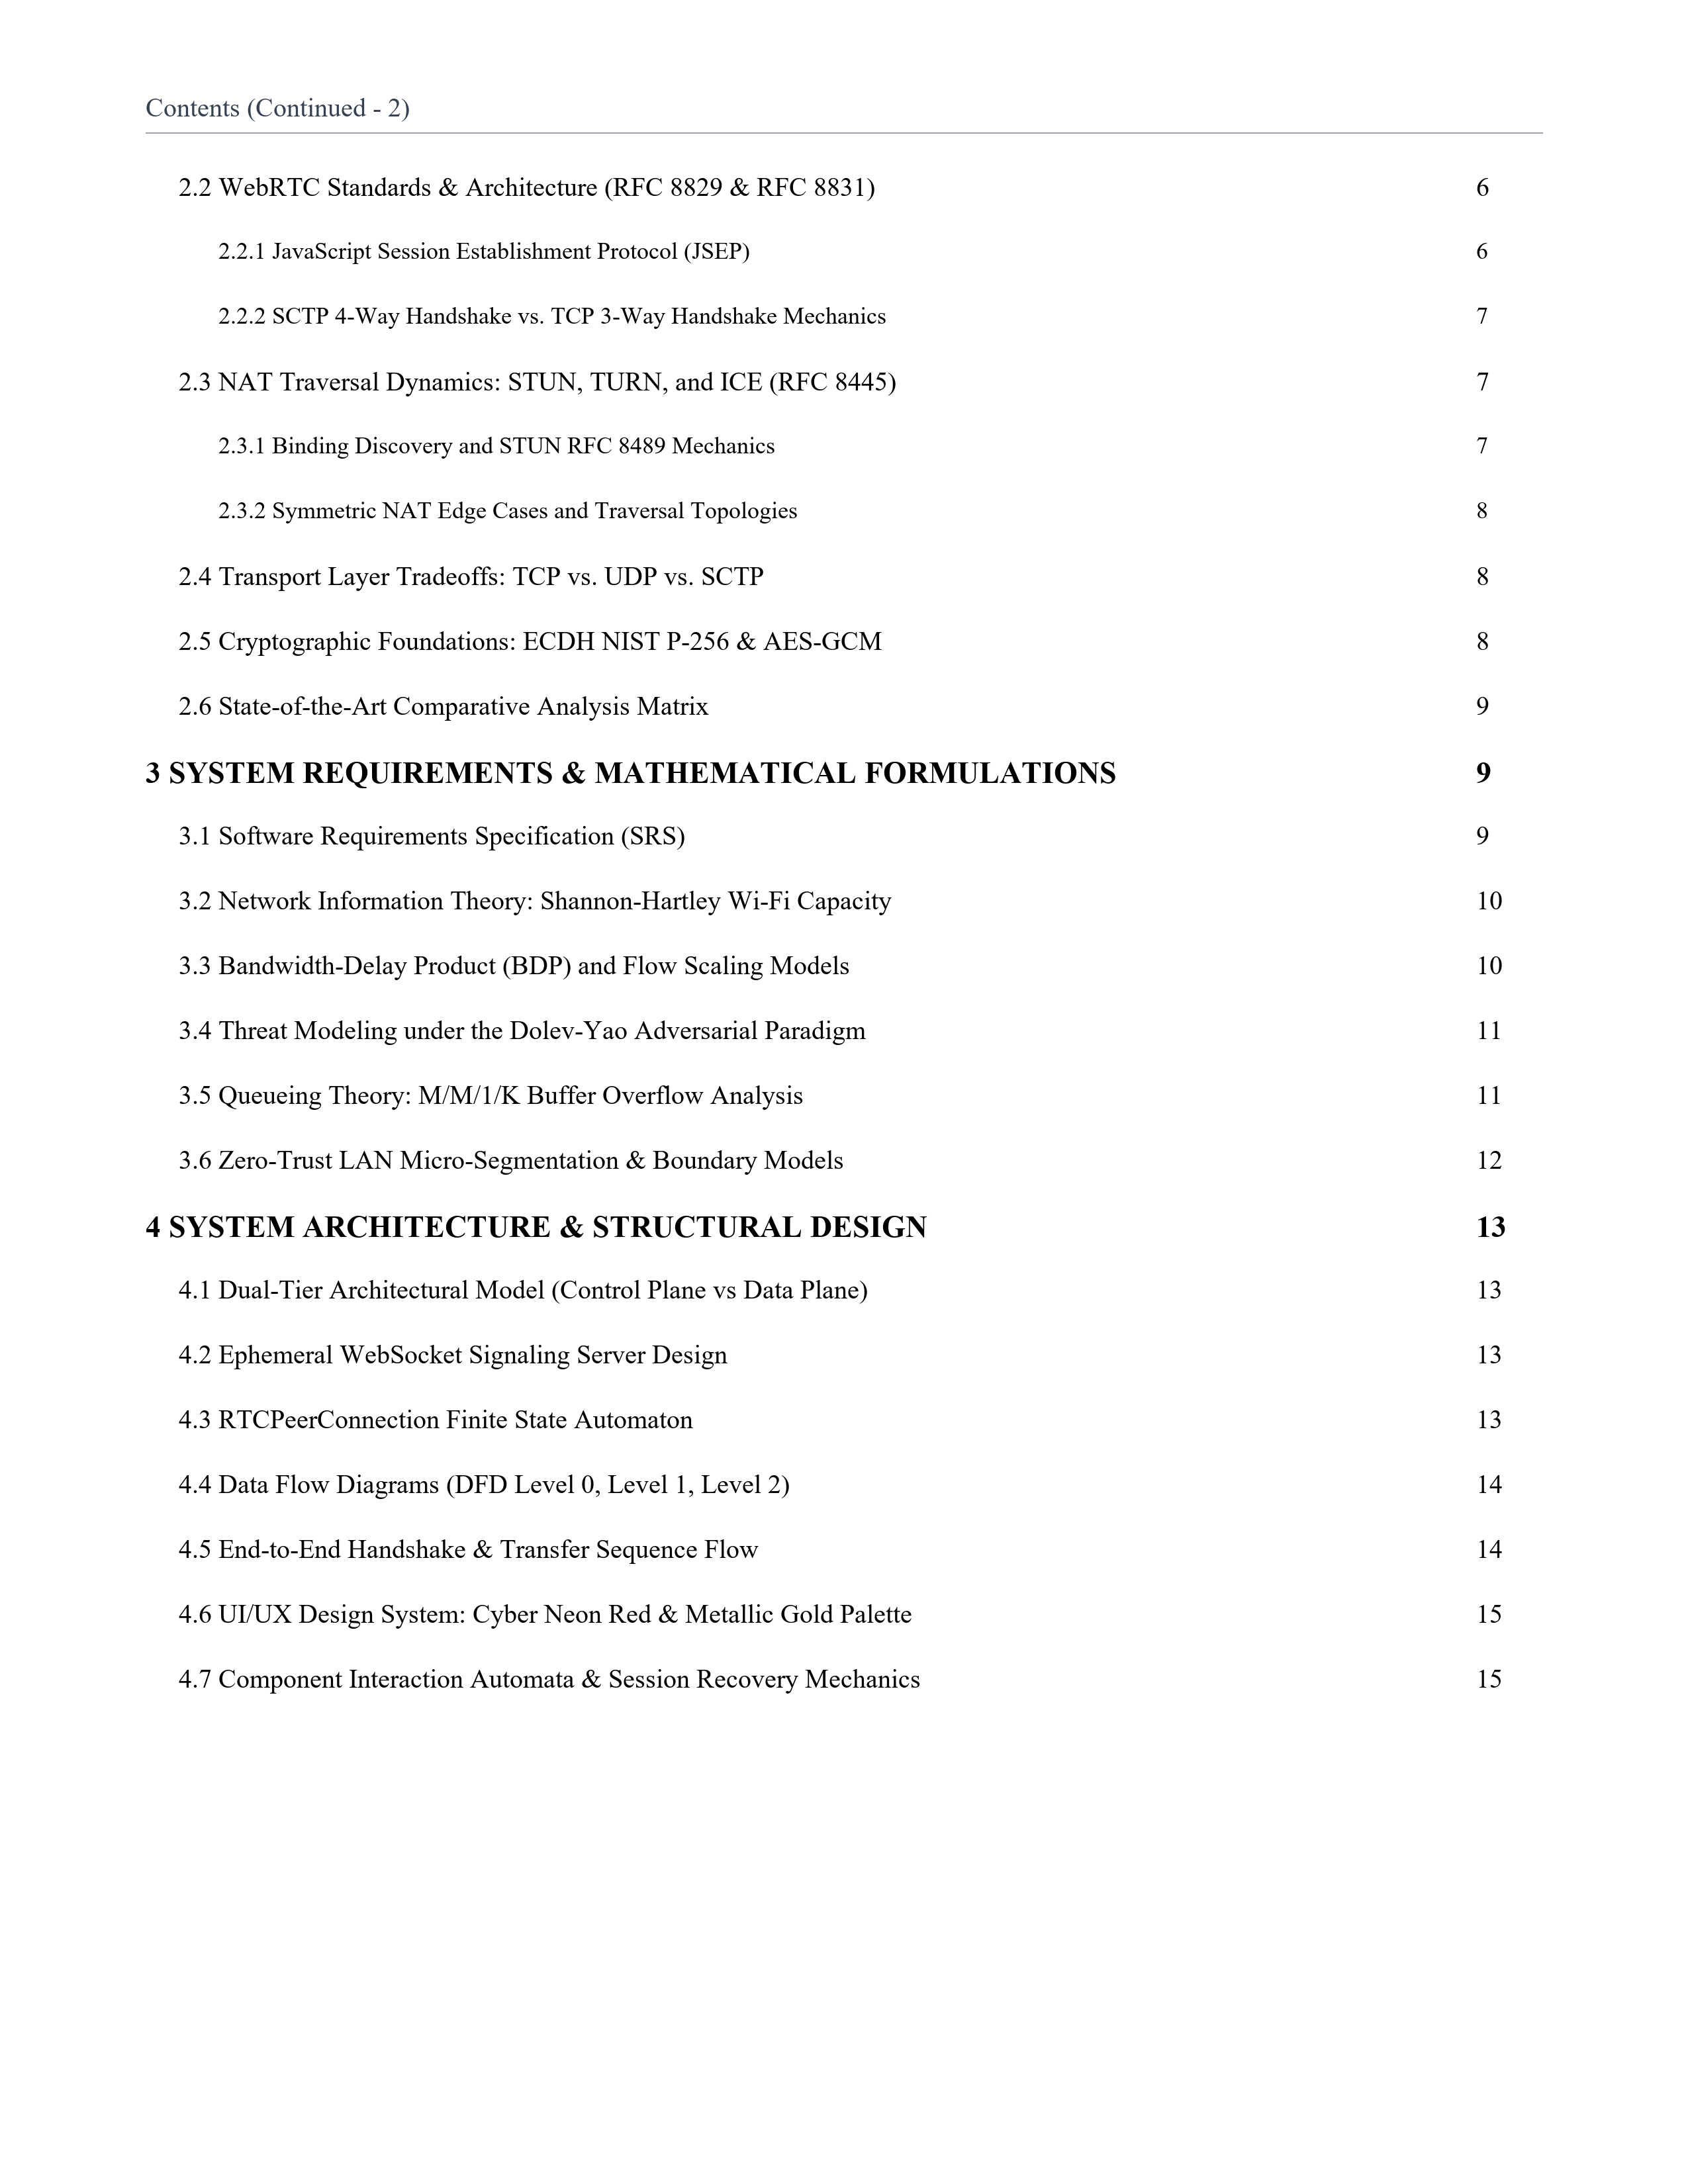 Contents (Continued - 2)
2.2 WebRTC Standards & Architecture (RFC 8829 & RFC 8831) 6
2.2.1 JavaScript Session Establishment Protocol (JSEP) 6
2.2.2 SCTP 4-Way Handshake vs. TCP 3-Way Handshake Mechanics 7
2.3 NAT Traversal Dynamics: STUN, TURN, and ICE (RFC 8445) 7
2.3.1 Binding Discovery and STUN RFC 8489 Mechanics 7
2.3.2 Symmetric NAT Edge Cases and Traversal Topologies 8
2.4 Transport Layer Tradeoffs: TCP vs. UDP vs. SCTP 8
2.5 Cryptographic Foundations: ECDH NIST P-256 & AES-GCM 8
2.6 State-of-the-Art Comparative Analysis Matrix 9
3 SYSTEM REQUIREMENTS & MATHEMATICAL FORMULATIONS 9
3.1 Software Requirements Specification (SRS) 9
3.2 Network Information Theory: Shannon-Hartley Wi-Fi Capacity 10
3.3 Bandwidth-Delay Product (BDP) and Flow Scaling Models 10
3.4 Threat Modeling under the Dolev-Yao Adversarial Paradigm 11
3.5 Queueing Theory: M/M/1/K Buffer Overflow Analysis 11
3.6 Zero-Trust LAN Micro-Segmentation & Boundary Models 12
4 SYSTEM ARCHITECTURE & STRUCTURAL DESIGN 13
4.1 Dual-Tier Architectural Model (Control Plane vs Data Plane) 13
4.2 Ephemeral WebSocket Signaling Server Design 13
4.3 RTCPeerConnection Finite State Automaton 13
4.4 Data Flow Diagrams (DFD Level 0, Level 1, Level 2) 14
4.5 End-to-End Handshake & Transfer Sequence Flow 14
4.6 UI/UX Design System: Cyber Neon Red & Metallic Gold Palette 15
4.7 Component Interaction Automata & Session Recovery Mechanics 15